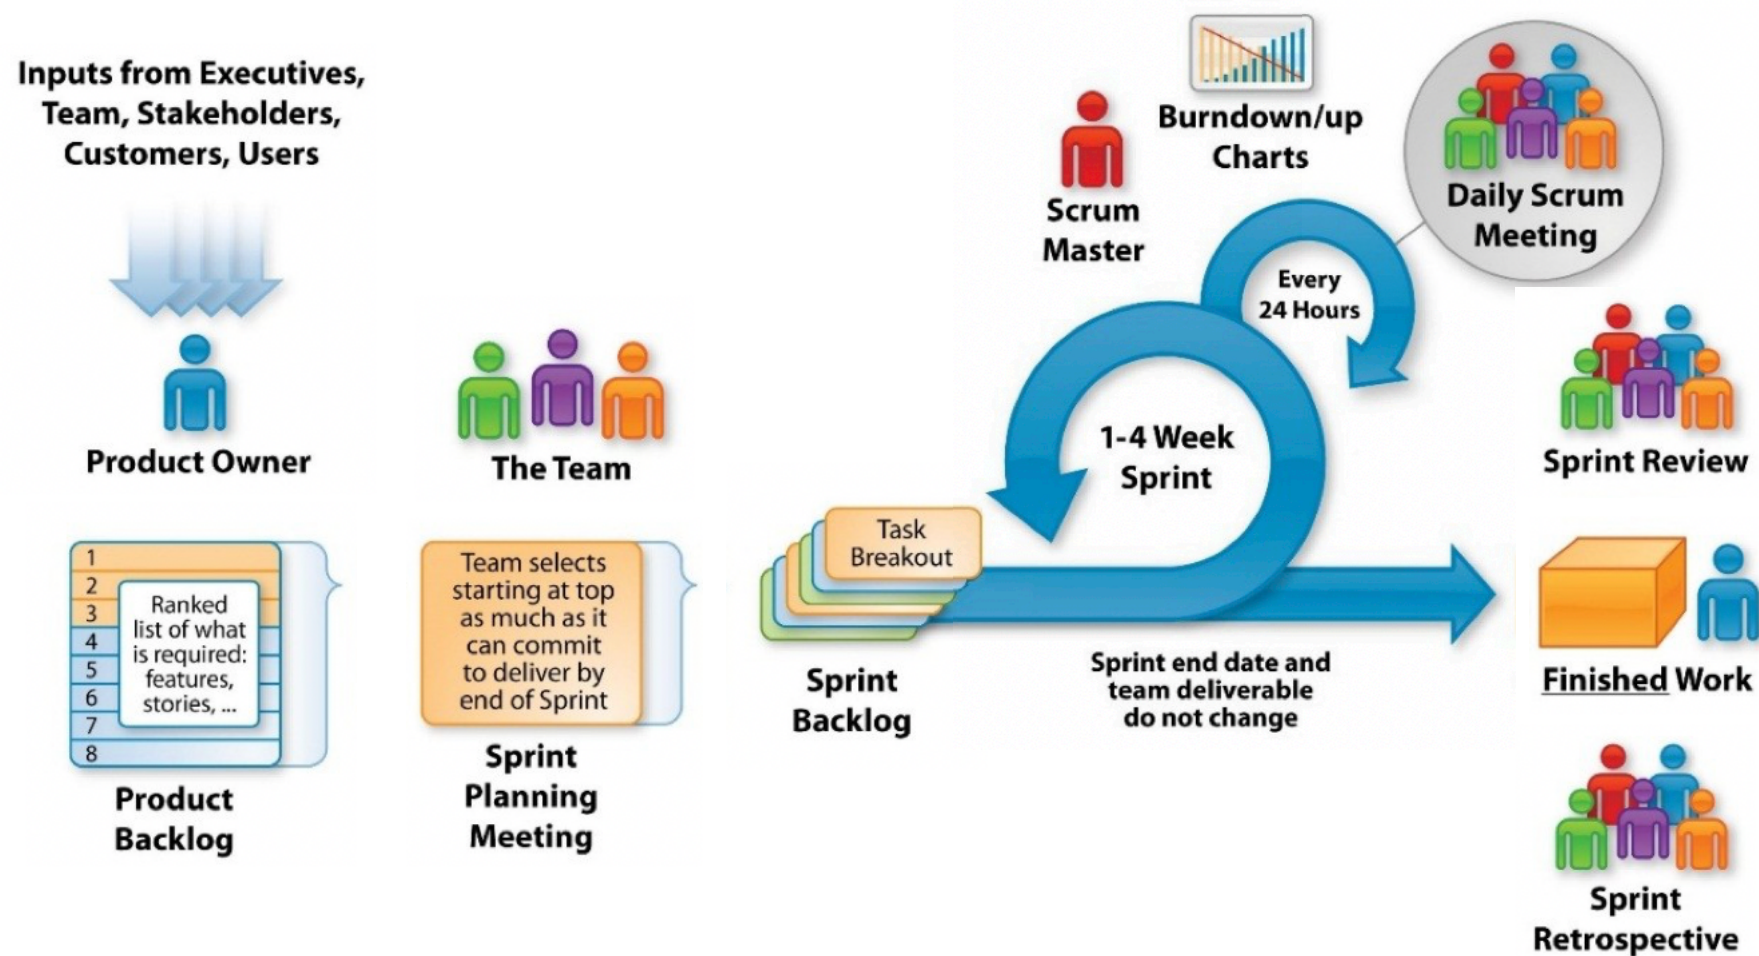 Inputs from Executives,
Team, Stakeholders,
Customers, Users
Product Owner
1
2
3
4
5
6
7
8
Ranked
list of what
is required:
features,
stories, ...
Product
Backlog
The Team
Team selects
starting at top
as much as it
can commit
to deliver by
end of Sprint
Sprint
Planning
Meeting
Task
Breakout
Sprint
Backlog
Scrum
Master
Burndown/up
Charts
Every
24 Hours
Daily Scrum
Meeting
1-4 Week
Sprint
Sprint end date and
team deliverable
do not change
Sprint Review
Finished Work
Sprint
Retrospective